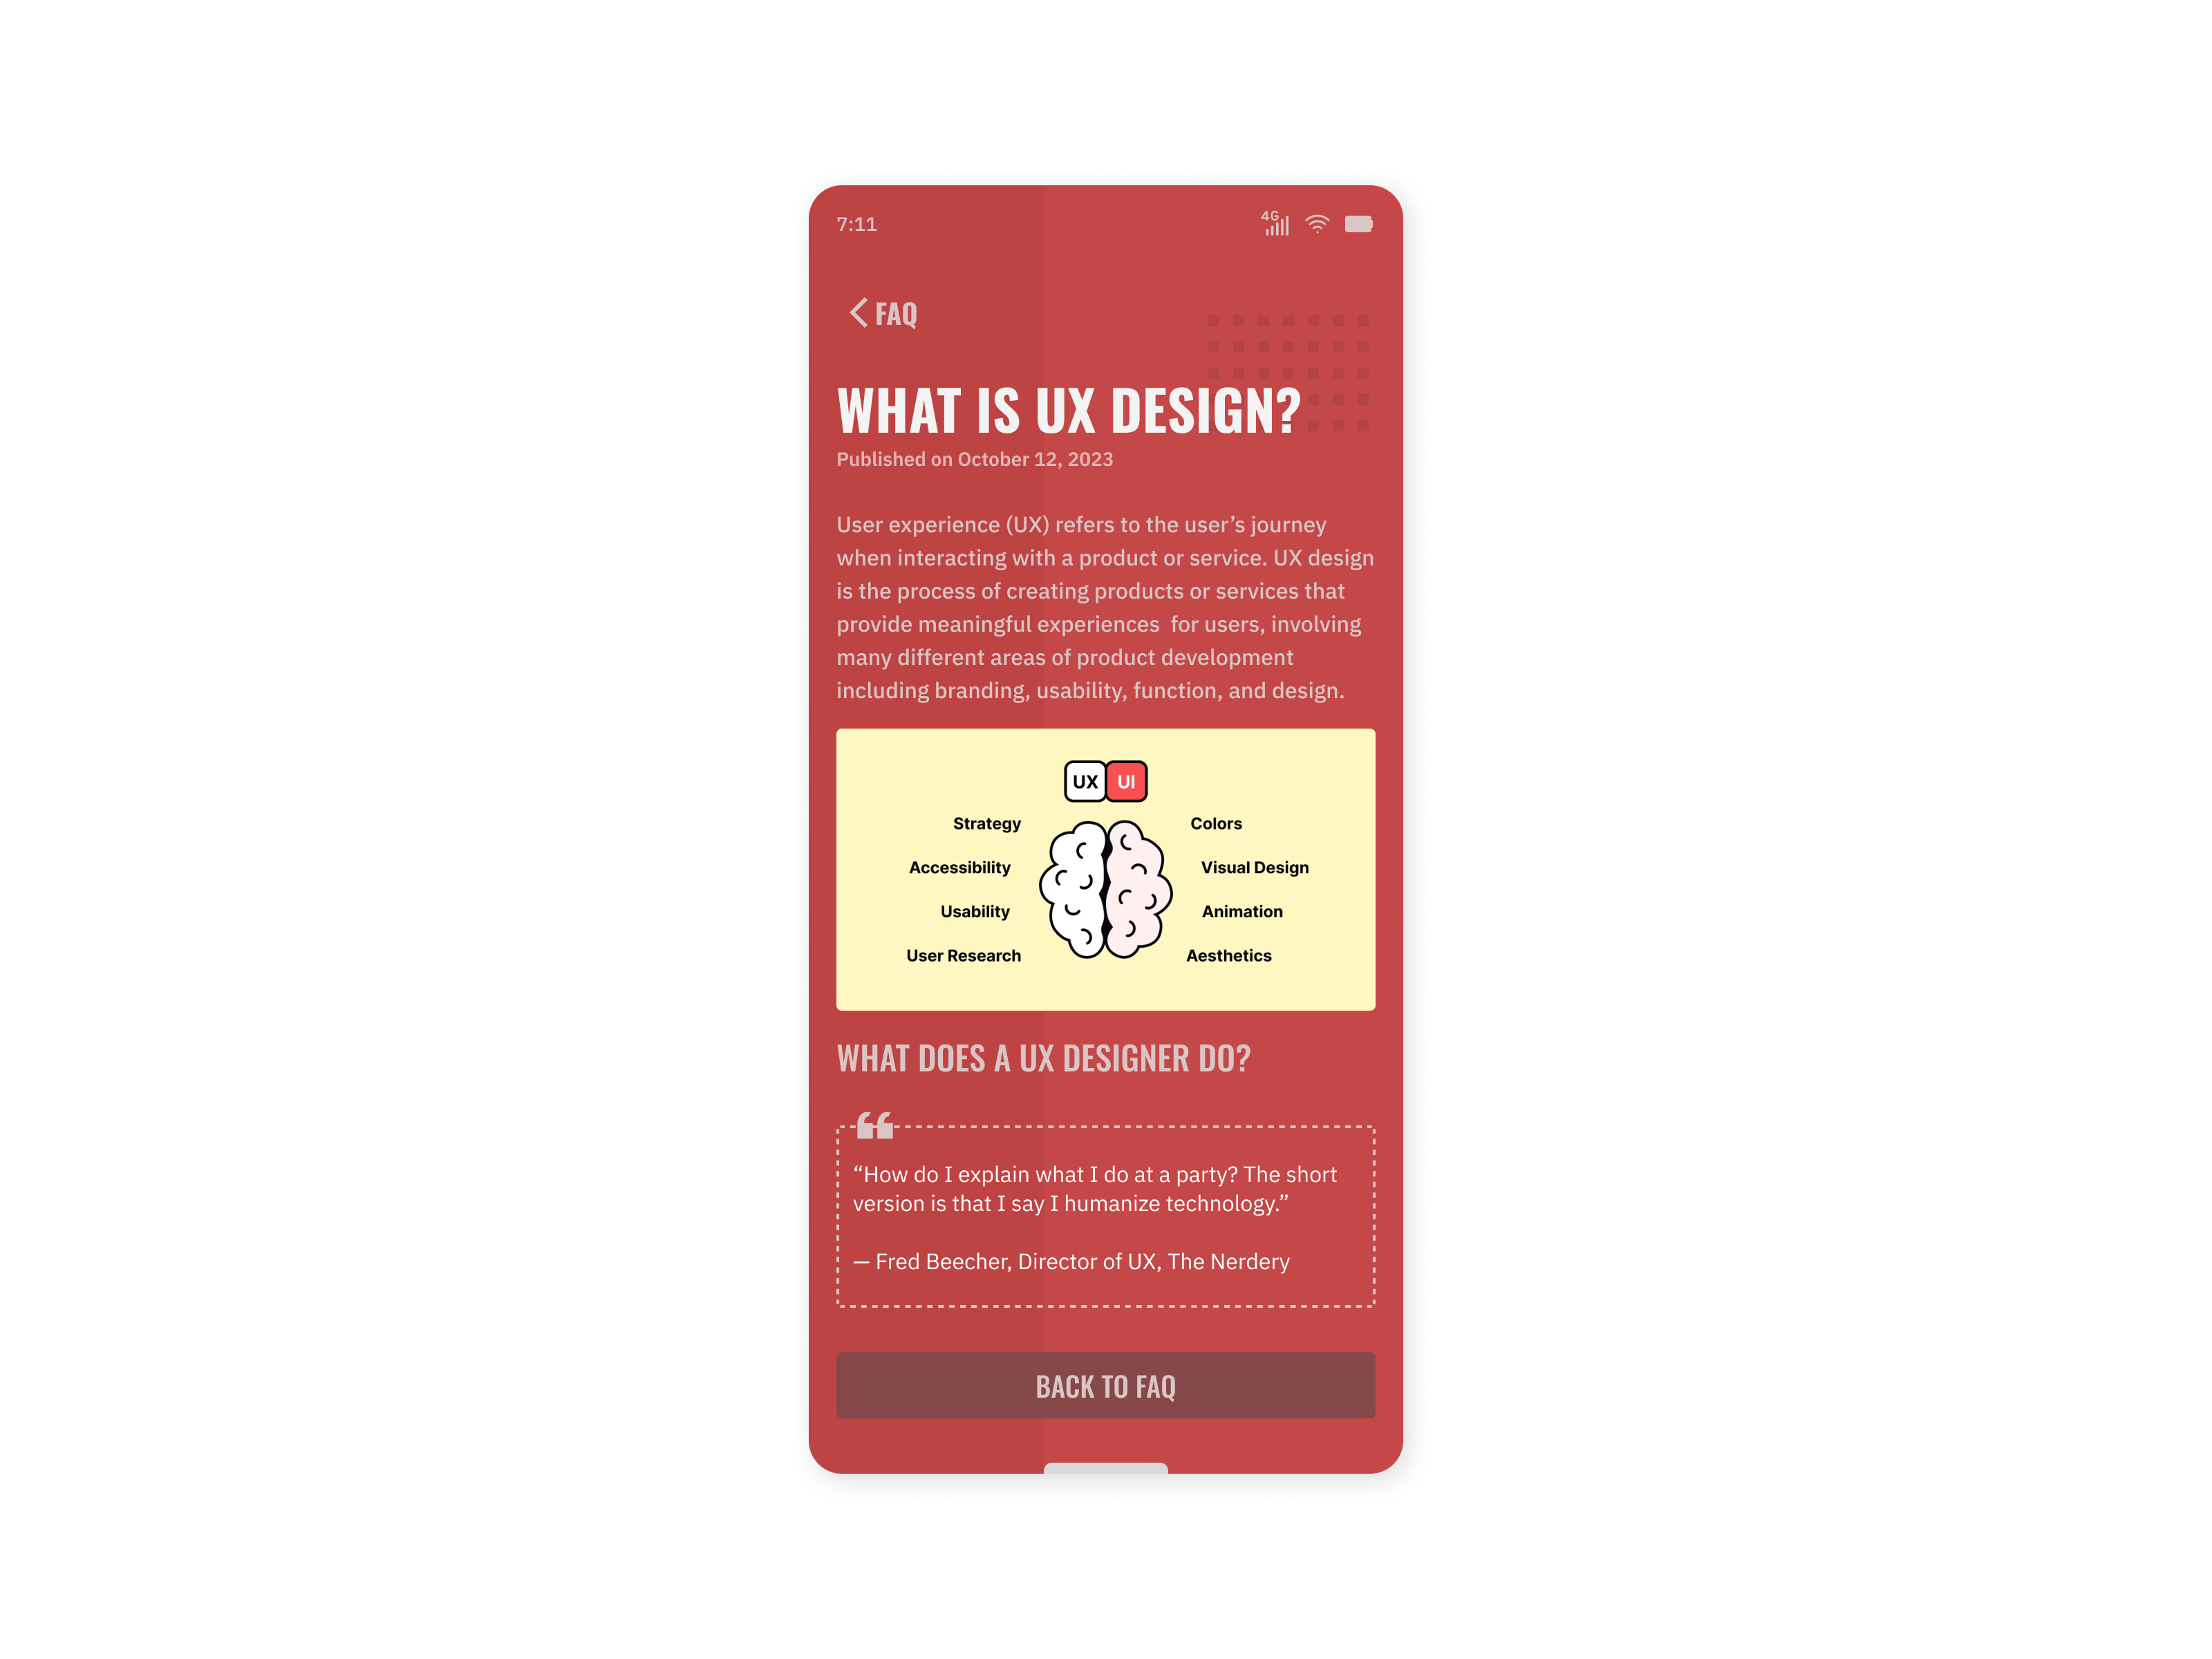 7:11
4G
FAQ
WHAT IS UX DESIGN?
Published on October 12, 2023
User experience (UX) refers to the user’s journey
when interacting with a product or service. UX design
is the process of creating products or services that
provide meaningful experiences  for users, involving
many different areas of product development
including branding, usability, function, and design.
UX UI
Strategy
Accessibility
Usability
User Research
Colors
Visual Design
Animation
Aesthetics
WHAT DOES A UX DESIGNER DO?
“How do I explain what I do at a party? The short
version is that I say I humanize technology.”
— Fred Beecher, Director of UX, The Nerdery
BACK TO FAQ